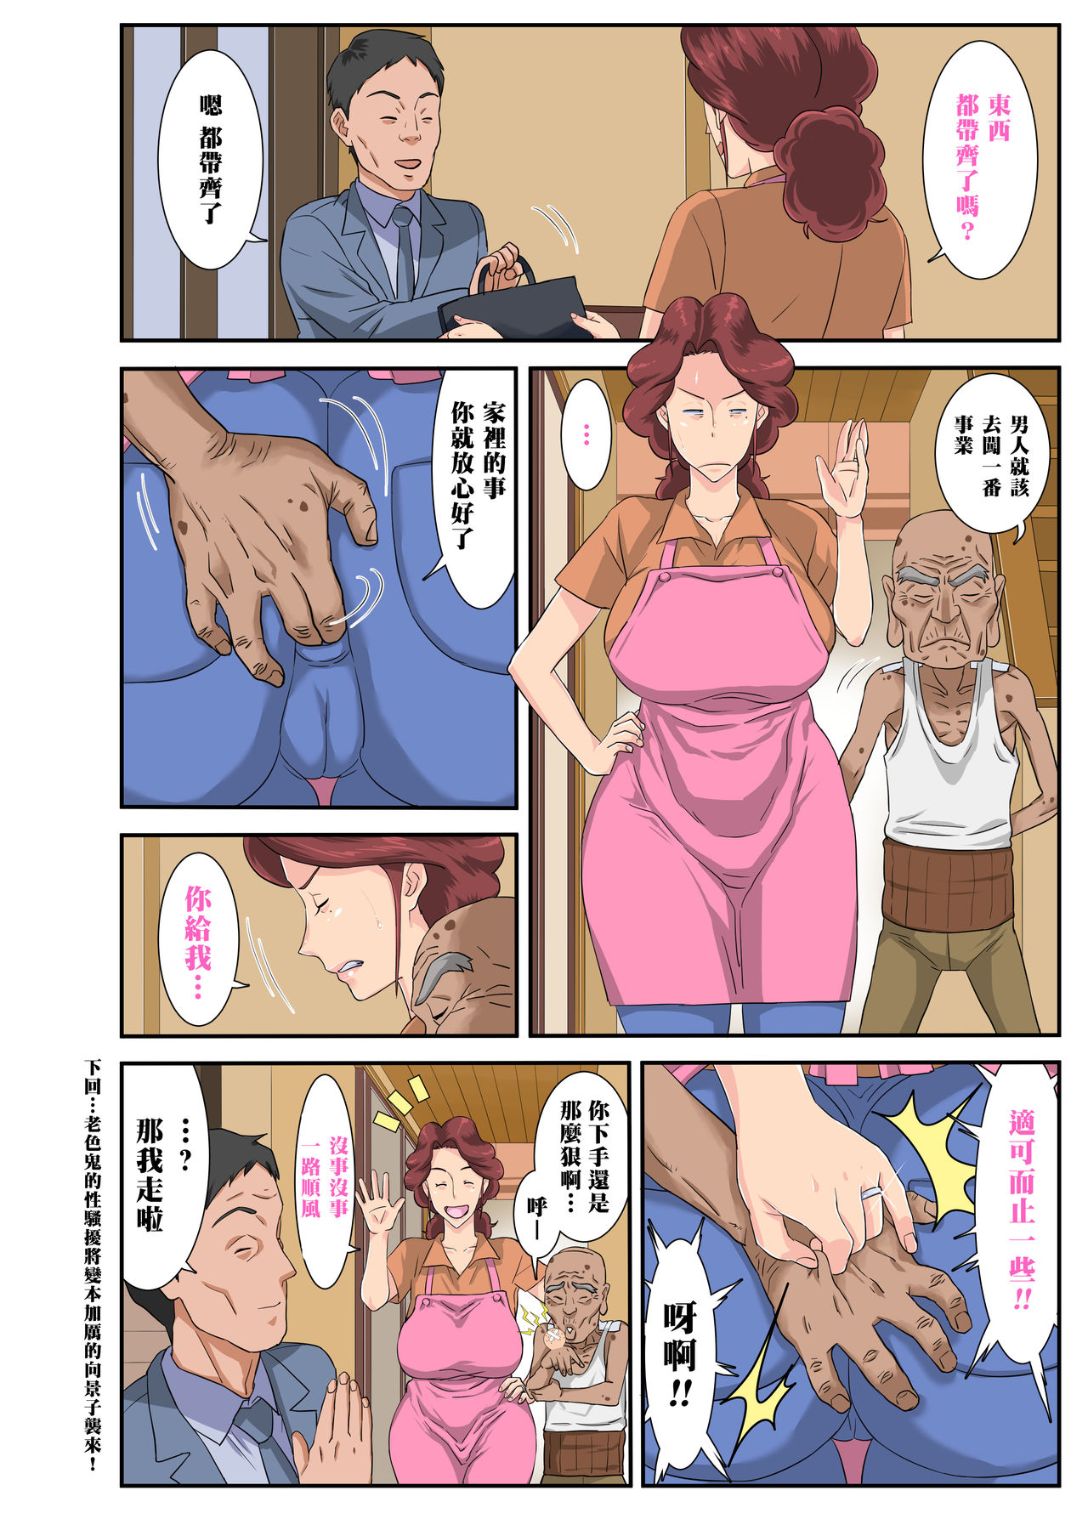 東西
都帶齊了嗎？
嗯 都帶齊了
男人就該
去闖一番
事業
…
家裡的事
你就放心好了
你給我…
適可而止一些!!
呀啊!!
你下手還是
那麼狠啊…
呼—
沒事沒事
一路順風
…?
那我走啦
下回…老色鬼的性騷擾將變本加厲的向景子襲來！